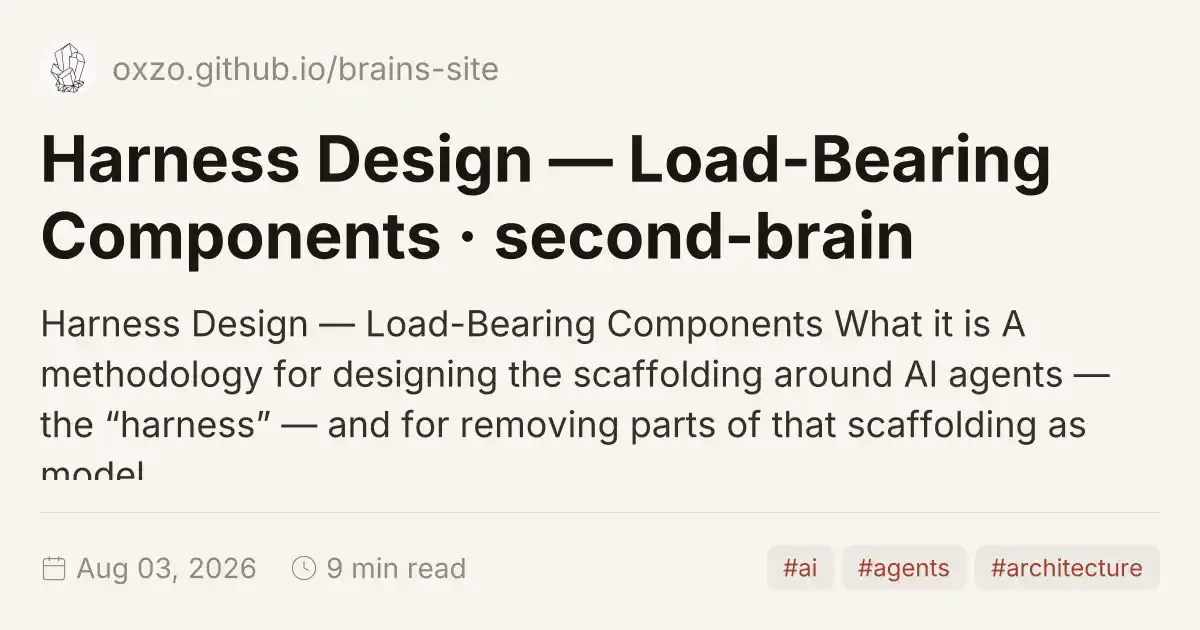 oxzo.github.io/brains-site
Harness Design — Load-Bearing
Components · second-brain
Harness Design — Load-Bearing Components What it is A
methodology for designing the scaffolding around AI agents —
the “harness” — and for removing parts of that scaffolding as
model
Aug 03, 2026
9 min read
#ai
#agents
#architecture